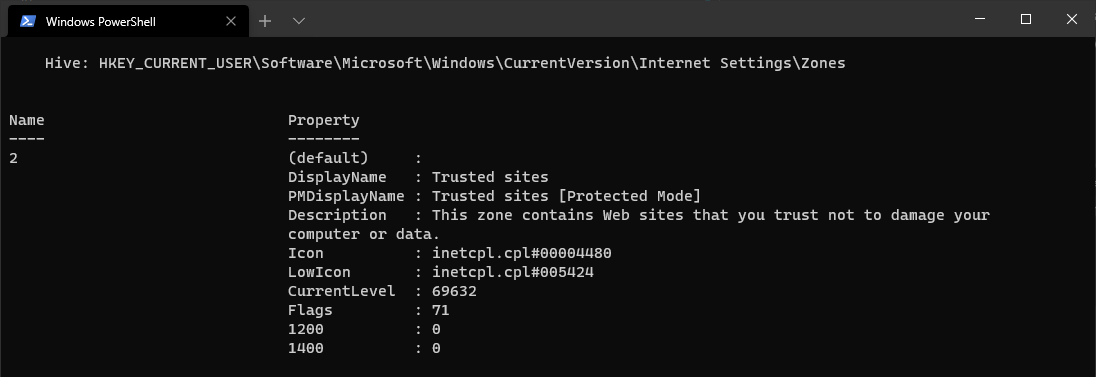 Windows PowerShell
Hive: HKEY_CURRENT_USER\Software\Microsoft\Windows\CurrentVersion\Internet Settings\Zones
Name                           Property
----                           --------
2                              (default)     :
                               DisplayName   : Trusted sites
                               PMDisplayName : Trusted sites [Protected Mode]
                               Description   : This zone contains Web sites that you trust not to damage your
                               computer or data.
                               Icon          : inetcpl.cpl#00004480
                               LowIcon       : inetcpl.cpl#005424
                               CurrentLevel  : 69632
                               Flags         : 71
                               1200          : 0
                               1400          : 0